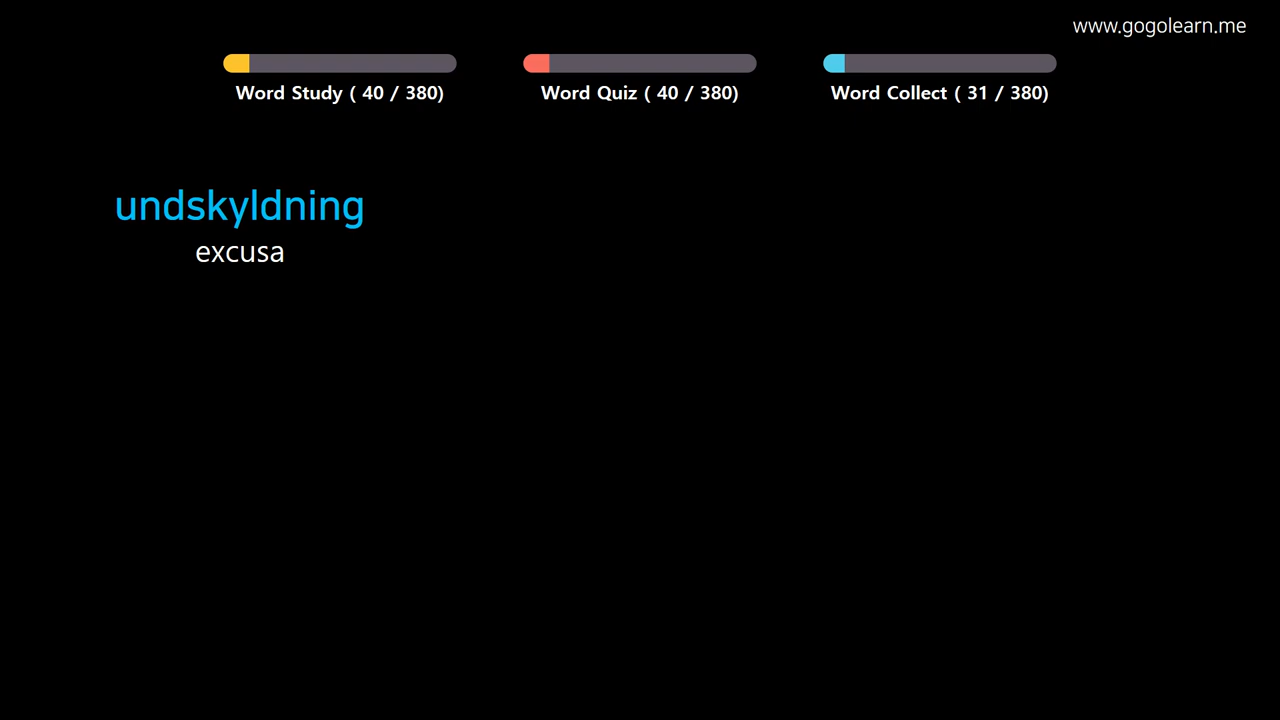 www.gogolearn.me
Word Study ( 40 / 380)
Word Quiz ( 40 / 380)
Word Collect ( 31 / 380)
undskyldning
excusa